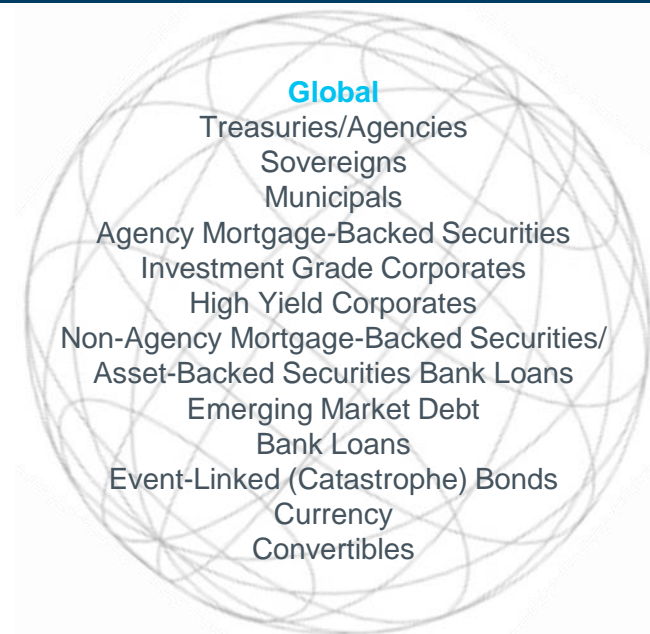 Global
Treasuries/Agencies
Sovereigns
Municipals
Agency Mortgage-Backed Securities
Investment Grade Corporates
High Yield Corporates
Non-Agency Mortgage-Backed Securities/
Asset-Backed Securities Bank Loans
Emerging Market Debt
Bank Loans
Event-Linked (Catastrophe) Bonds
Currency
Convertibles